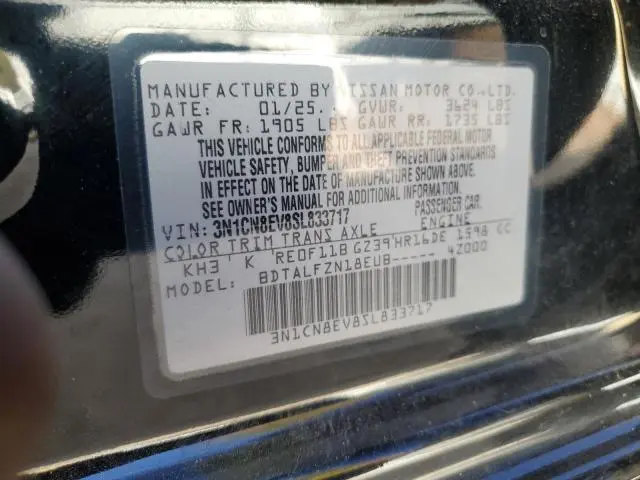 MANUFACTURED BY NISSAN MOTOR CO.,LTD.
DATE: 01/25. GVWR: 3624 LBS
GAWR FR: 1905 LBS GAWR RR: 1735 LBS
THIS VEHICLE CONFORMS TO ALL APPLICABLE FEDERAL MOTOR
VEHICLE SAFETY, BUMPER AND THEFT PREVENTION STANDARDS
IN EFFECT ON THE DATE OF MANUFACTURE SHOWN ABOVE.
SEE OWNER'S MANUAL FOR ADDITIONAL INFORMATION.
VIN: 3N1CN8EV8SL833717 PASSENGER CAR.
COLOR TRIM TRANS AXLE ENGINE
KH3 K RE0F11B GZ39 HR16DE 1598 CC
MODEL: BDTALFZN18EUB----- 4Z000
3N1CN8EV8SL833717